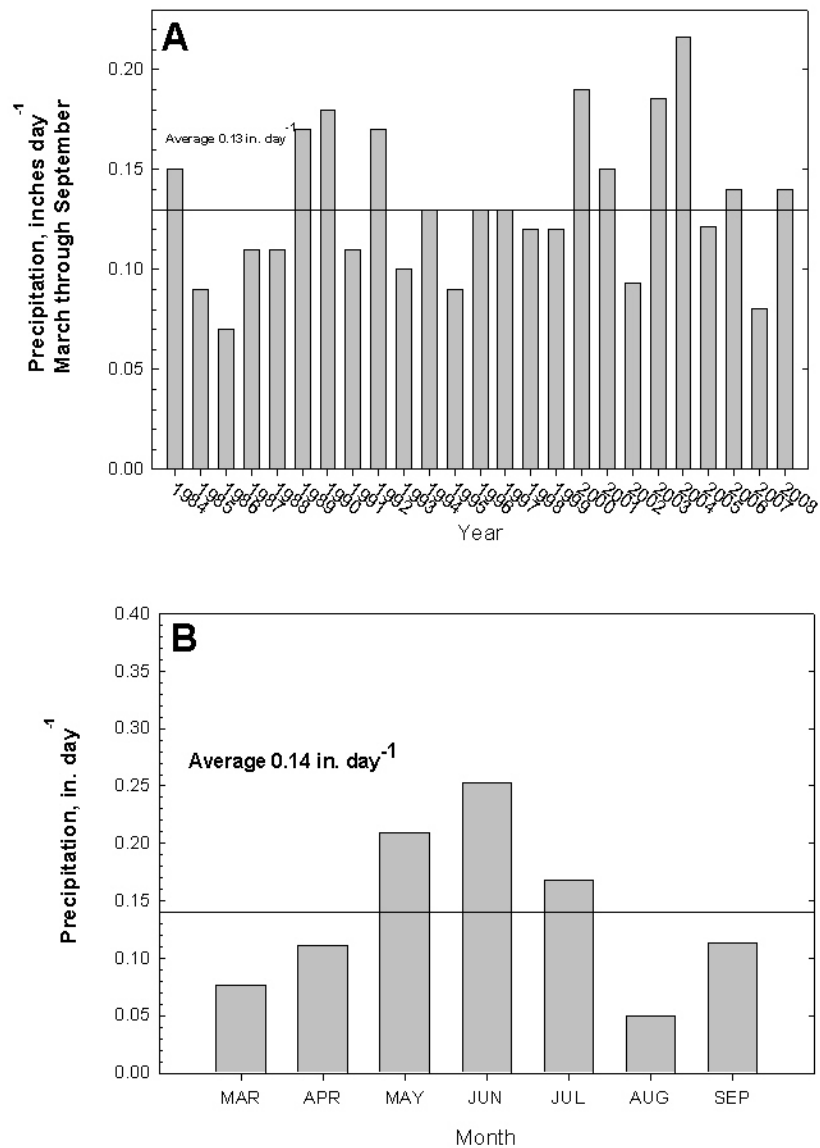 A
Precipitation, inches day-1
March through September
0.20
0.15
0.10
0.05
0.00
Average 0.13 in. day-1
1984 1985 1986 1987 1988 1989 1990 1991 1992 1993 1994 1995 1996 1997 1998 1999 2000 2001 2002 2003 2004 2005 2006 2007 2008
Year
B
Precipitation, in. day-1
0.40
0.35
0.30
0.25
0.20
0.15
0.10
0.05
0.00
Average 0.14 in. day-1
MAR APR MAY JUN JUL AUG SEP
Month